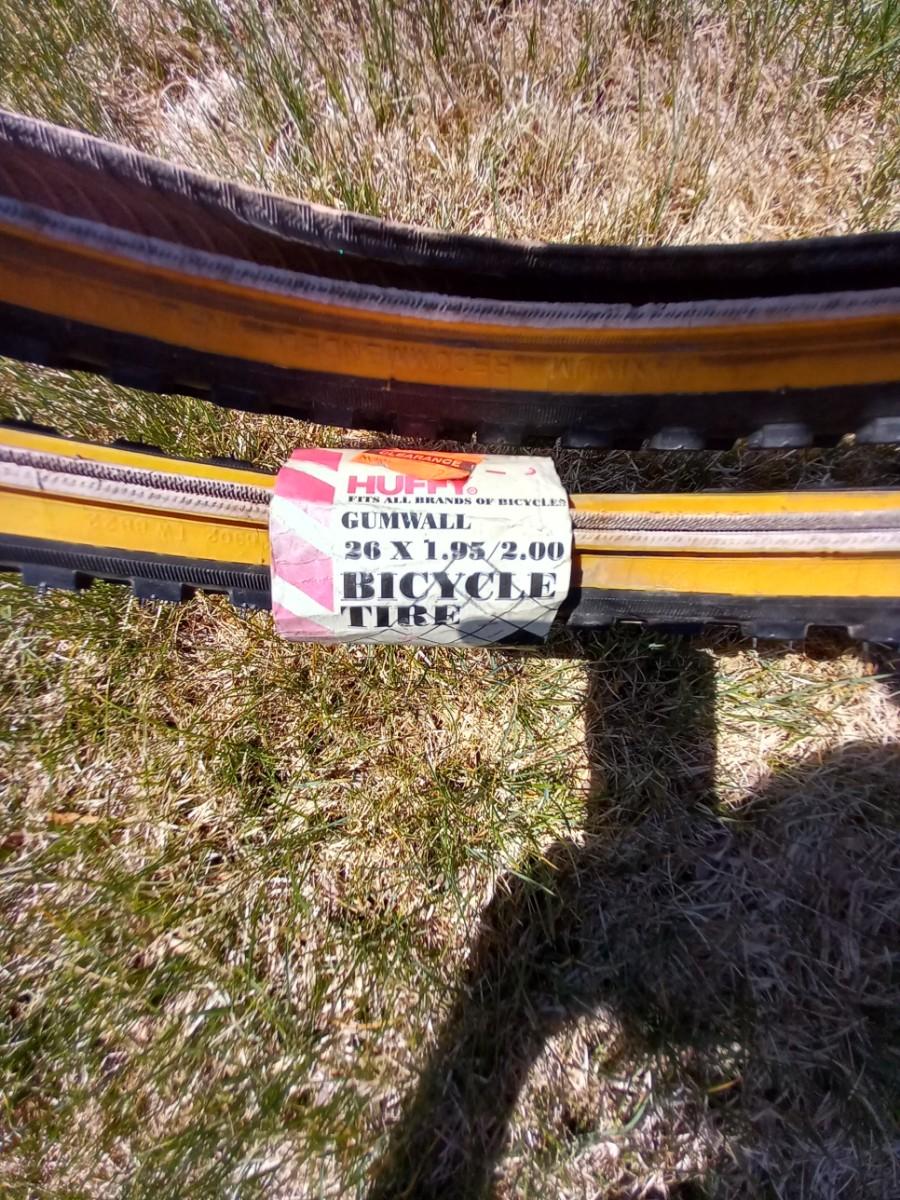 CLEARANCE
HUFFY®
FITS ALL BRANDS OF BICYCLES
GUMWALL
26 X 1.95/2.00
BICYCLE
TIRE